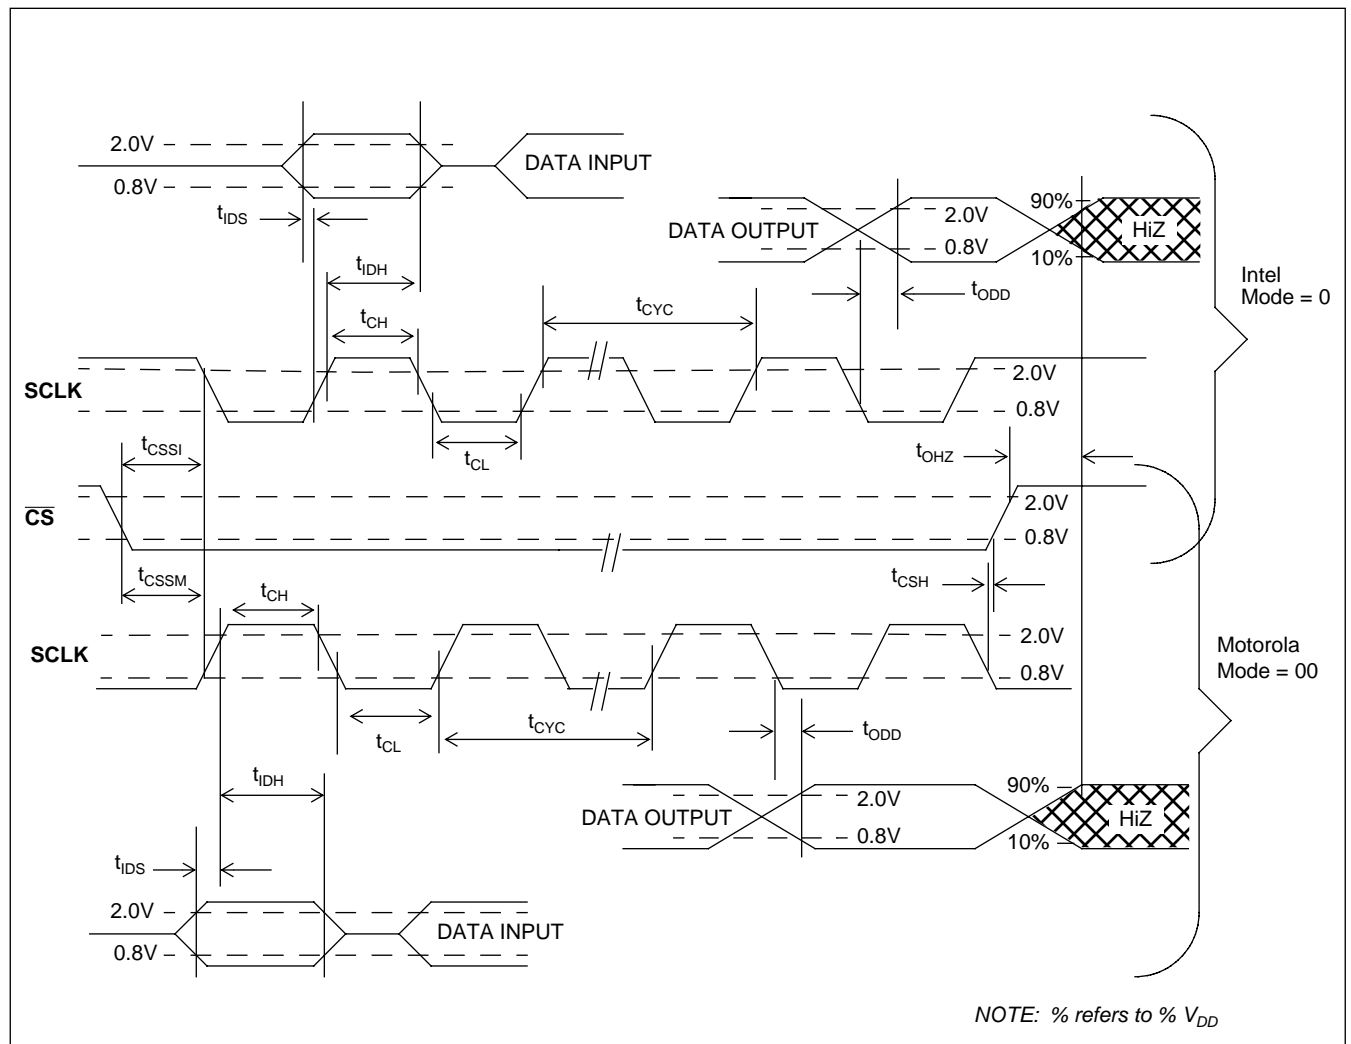 2.0V
DATA INPUT
0.8V
tIDS
90%
2.0V
HiZ
DATA OUTPUT
0.8V
10%
tIDH
tODD
Intel
Mode = 0
tCH
tCYC
2.0V
SCLK
0.8V
tCSSI
tCL
tOHZ
2.0V
CS
0.8V
tCSSM
tCH
tCSH
2.0V
SCLK
0.8V
Motorola
Mode = 00
tCL
tCYC
tODD
tIDH
90%
2.0V
DATA OUTPUT
HiZ
0.8V
10%
tIDS
2.0V
DATA INPUT
0.8V
NOTE: % refers to % VDD